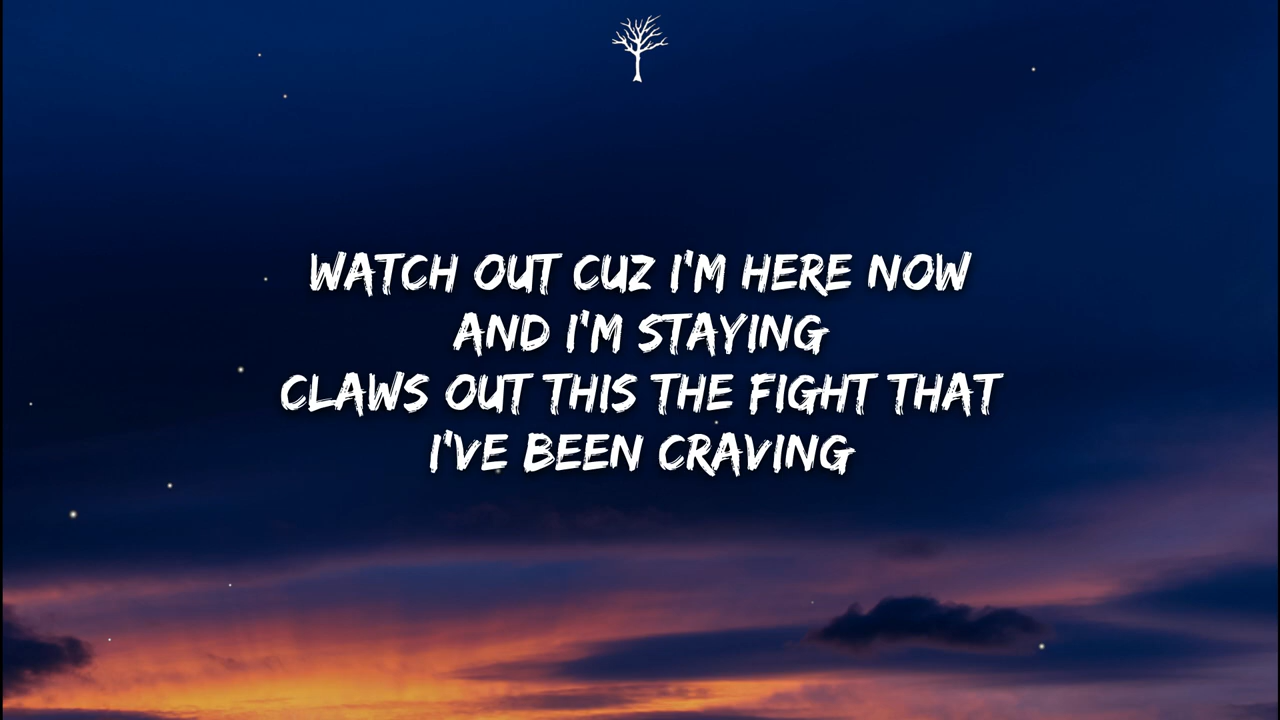 WATCH OUT CUZ I'M HERE NOW
AND I'M STAYING
CLAWS OUT THIS THE FIGHT THAT
I'VE BEEN CRAVING